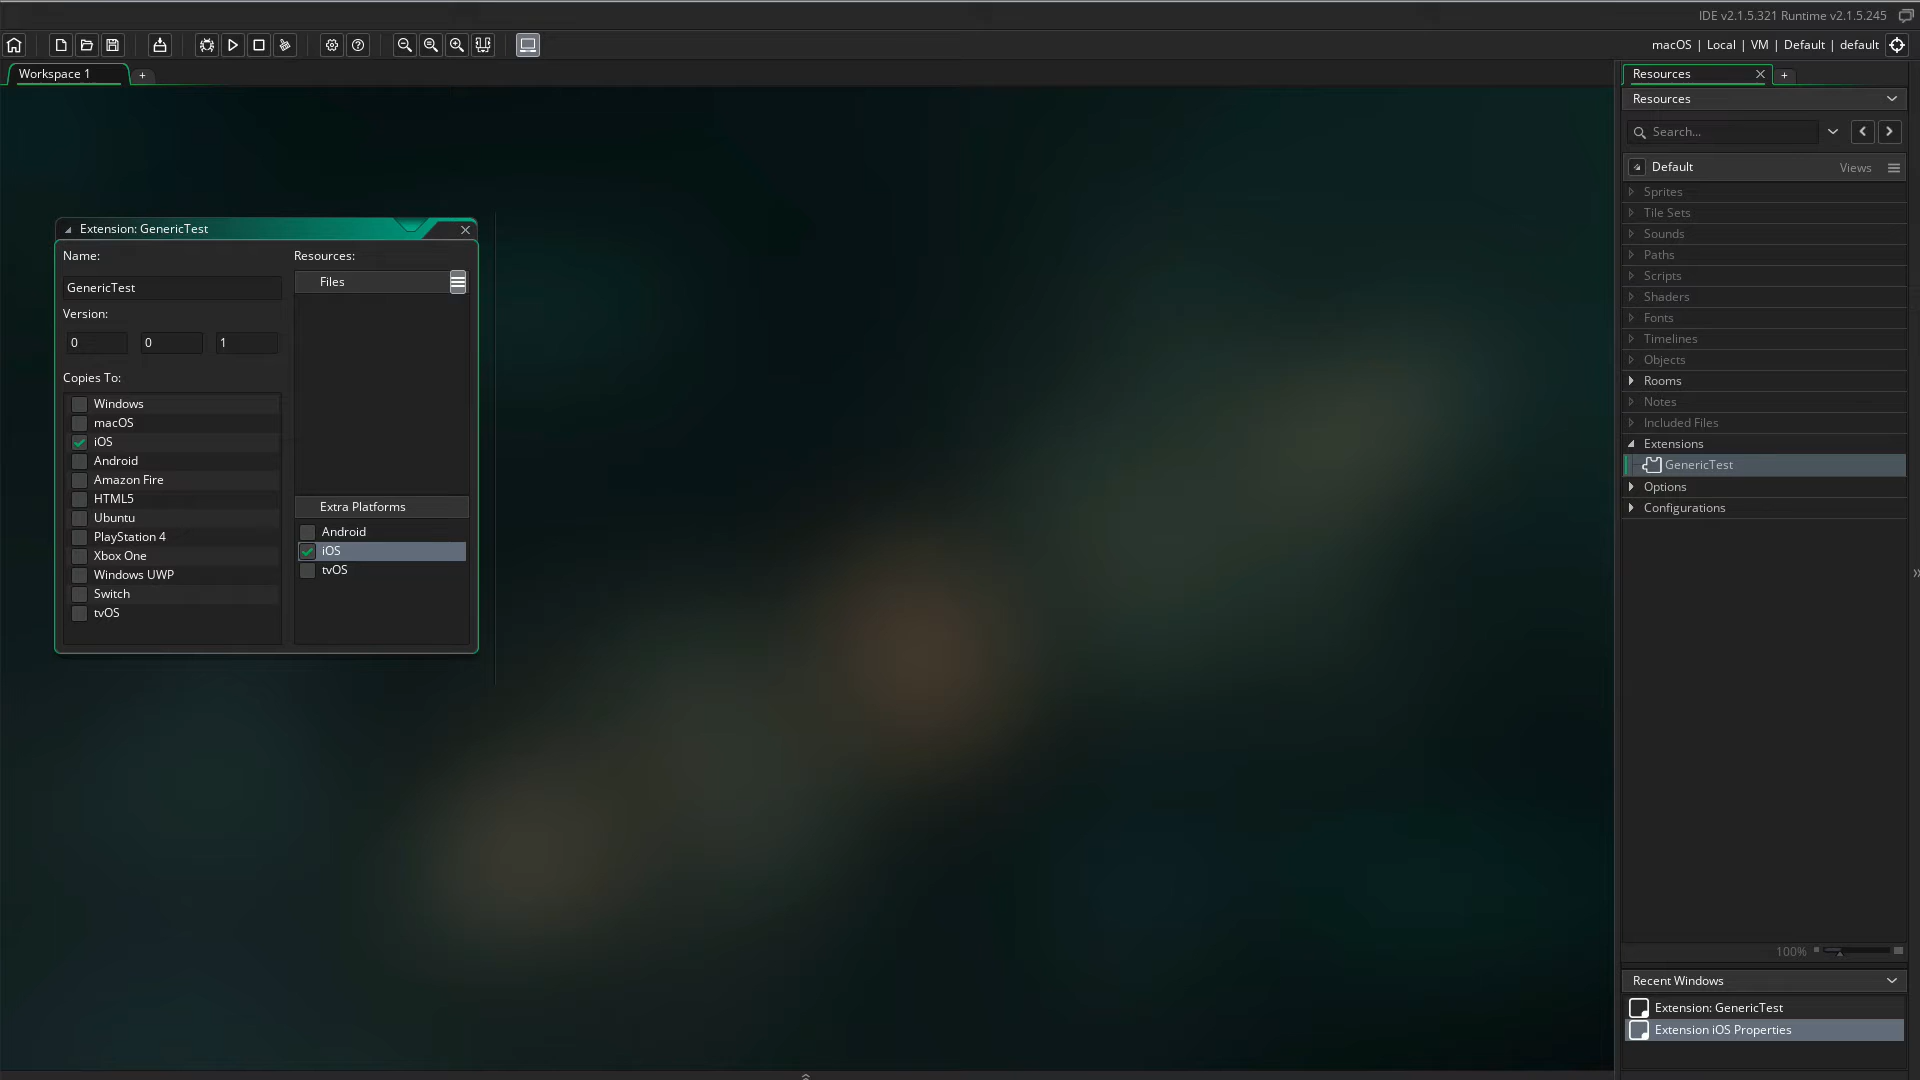 IDE v2.1.5.321 Runtime v2.1.5.245
macOS | Local | VM | Default | default
Workspace 1
Resources
Resources
Search...
Default Views
Sprites
Tile Sets
Sounds
Paths
Scripts
Shaders
Fonts
Timelines
Objects
Rooms
Notes
Included Files
Extensions
GenericTest
Options
Configurations
Extension: GenericTest
Name:
GenericTest
Version:
0 0 1
Copies To:
Windows
macOS
iOS
Android
Amazon Fire
HTML5
Ubuntu
PlayStation 4
Xbox One
Windows UWP
Switch
tvOS
Resources:
Files
Extra Platforms
Android
iOS
tvOS
100%
Recent Windows
Extension: GenericTest
Extension iOS Properties